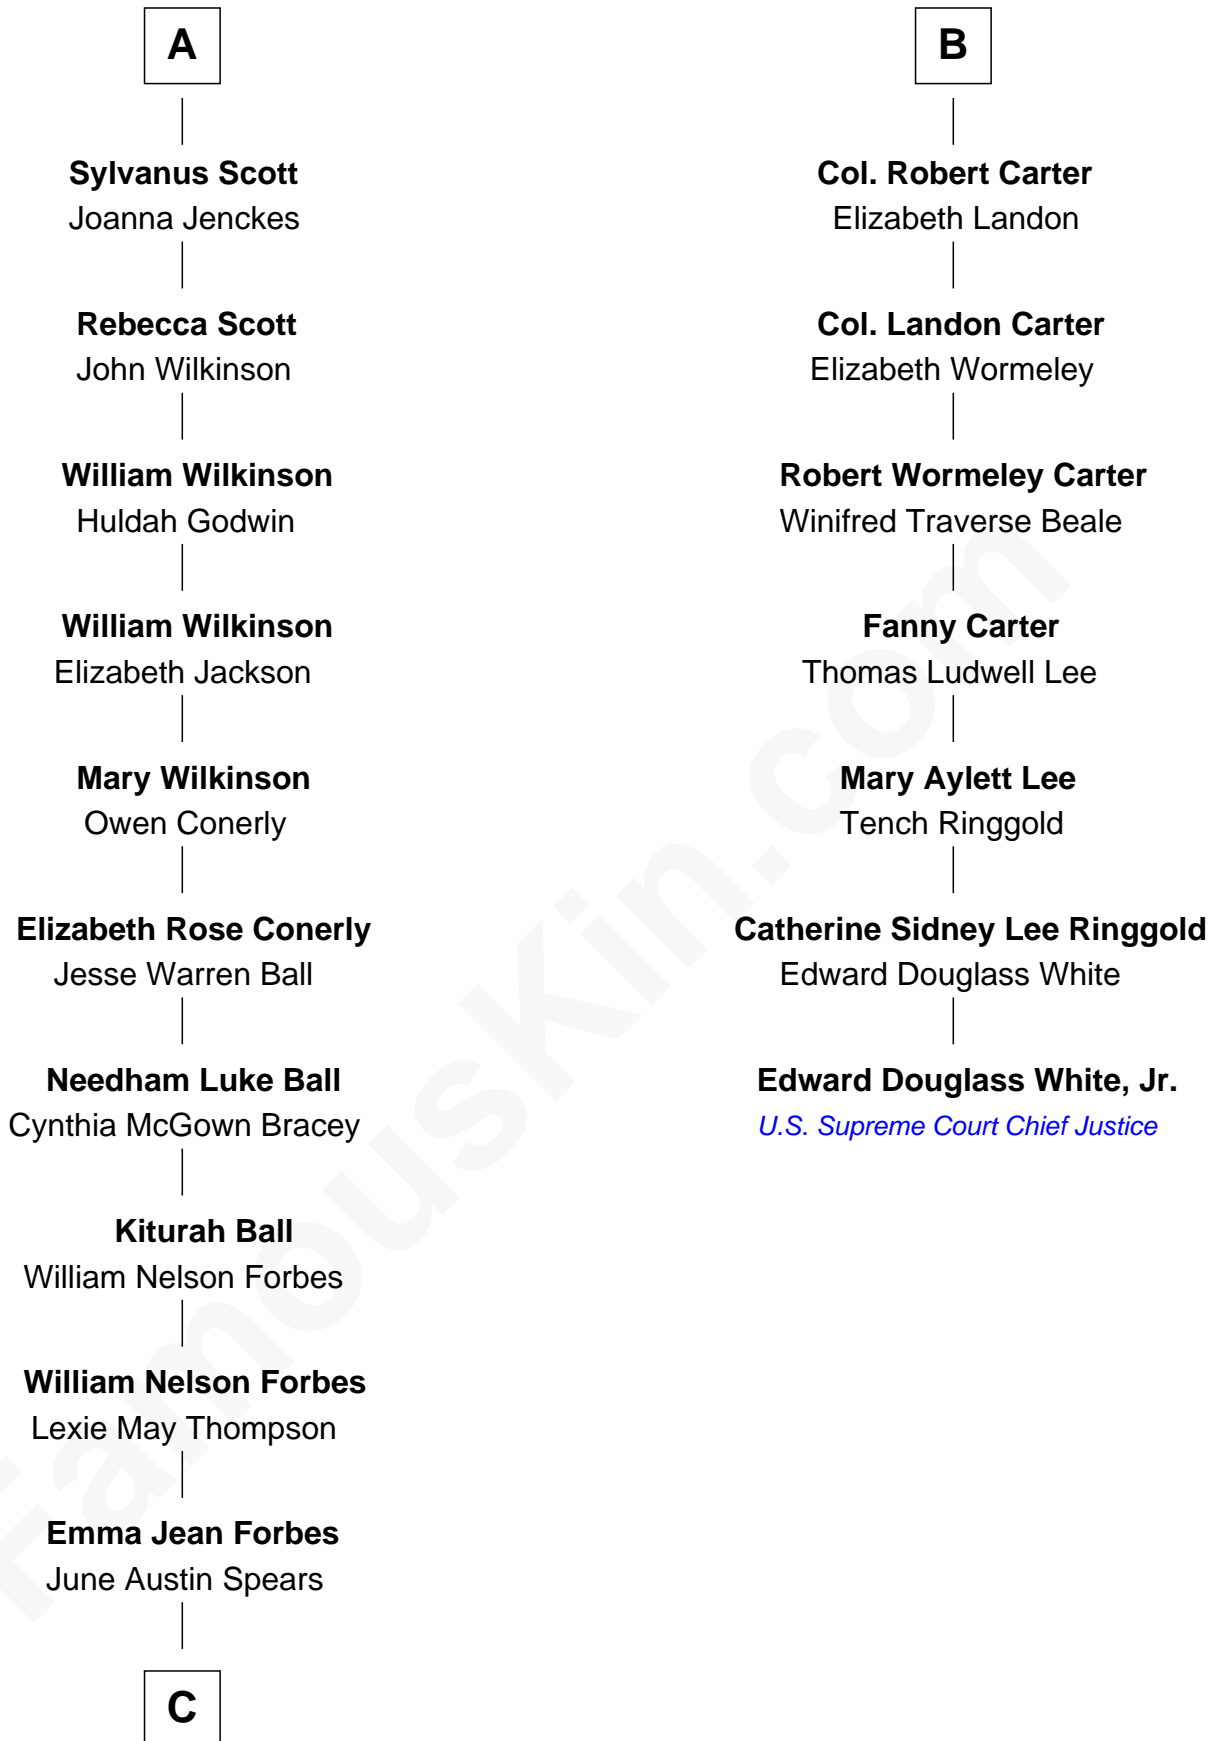 A
Sylvanus Scott
Joanna Jenckes
Rebecca Scott
John Wilkinson
William Wilkinson
Huldah Godwin
William Wilkinson
Elizabeth Jackson
Mary Wilkinson
Owen Conerly
Elizabeth Rose Conerly
Jesse Warren Ball
Needham Luke Ball
Cynthia McGown Bracey
Kiturah Ball
William Nelson Forbes
William Nelson Forbes
Lexie May Thompson
Emma Jean Forbes
June Austin Spears
C
B
Col. Robert Carter
Elizabeth Landon
Col. Landon Carter
Elizabeth Wormeley
Robert Wormeley Carter
Winifred Traverse Beale
Fanny Carter
Thomas Ludwell Lee
Mary Aylett Lee
Tench Ringgold
Catherine Sidney Lee Ringgold
Edward Douglass White
Edward Douglass White, Jr.
U.S. Supreme Court Chief Justice
FamousKin.com